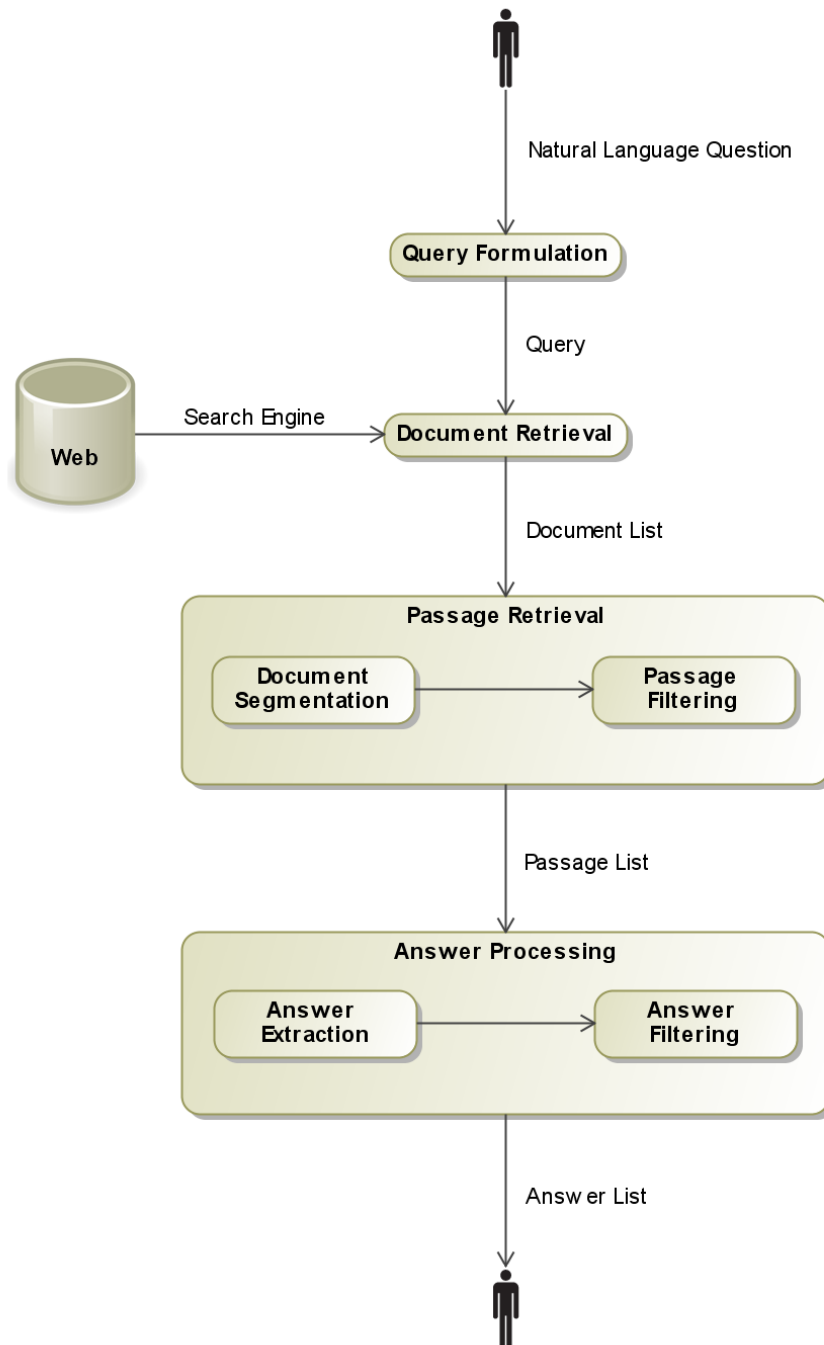 Natural Language Question
Query Formulation
Query
Search Engine
Web
Document Retrieval
Document List
Passage Retrieval
Document
Segmentation
Passage
Filtering
Passage List
Answer Processing
Answer
Extraction
Answer
Filtering
Answer List